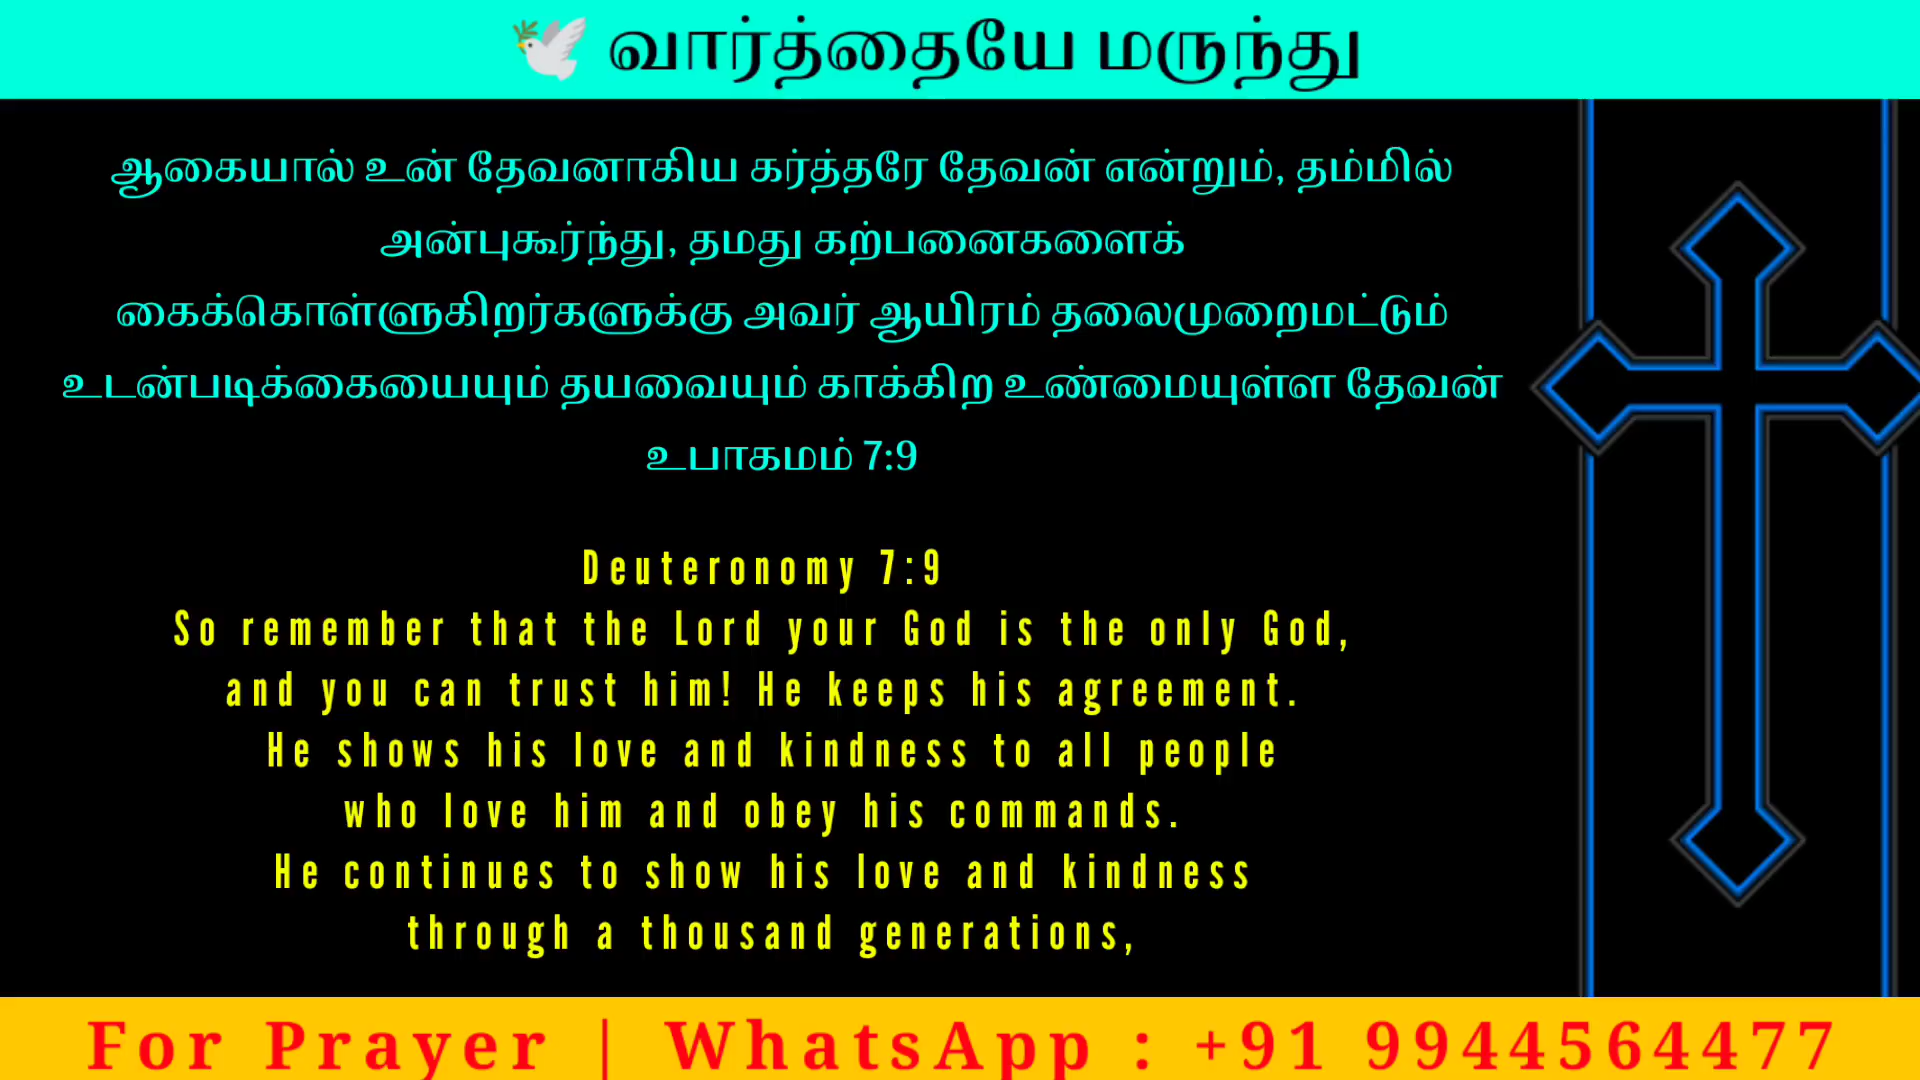 🕊️ வார்த்தையே மருந்து
ஆகையால் உன் தேவனாகிய கர்த்தரே தேவன் என்றும், தம்மில்
அன்புகூர்ந்து, தமது கற்பனைகளைக்
கைக்கொள்ளுகிறர்களுக்கு அவர் ஆயிரம் தலைமுறைமட்டும்
உடன்படிக்கையையும் தயவையும் காக்கிற உண்மையுள்ள தேவன்
உபாகமம் 7:9
Deuteronomy 7:9
So remember that the Lord your God is the only God,
and you can trust him! He keeps his agreement.
He shows his love and kindness to all people
who love him and obey his commands.
He continues to show his love and kindness
through a thousand generations,
For Prayer | WhatsApp : +91 9944564477